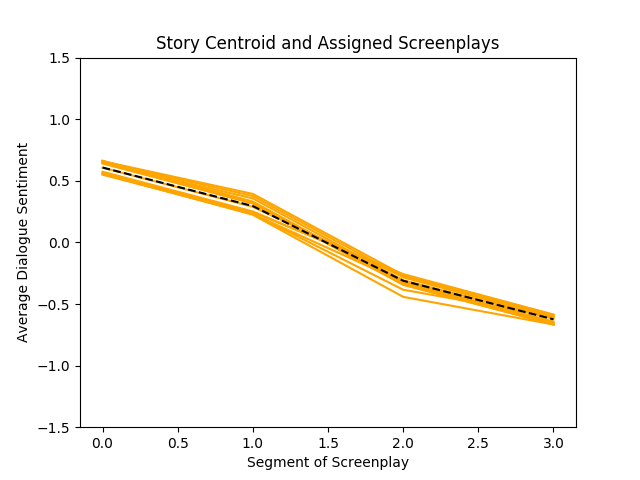 Story Centroid and Assigned Screenplays
1.5
1.0
0.5
0.0
−0.5
−1.0
−1.5
Average Dialogue Sentiment
0.0 0.5 1.0 1.5 2.0 2.5 3.0
Segment of Screenplay